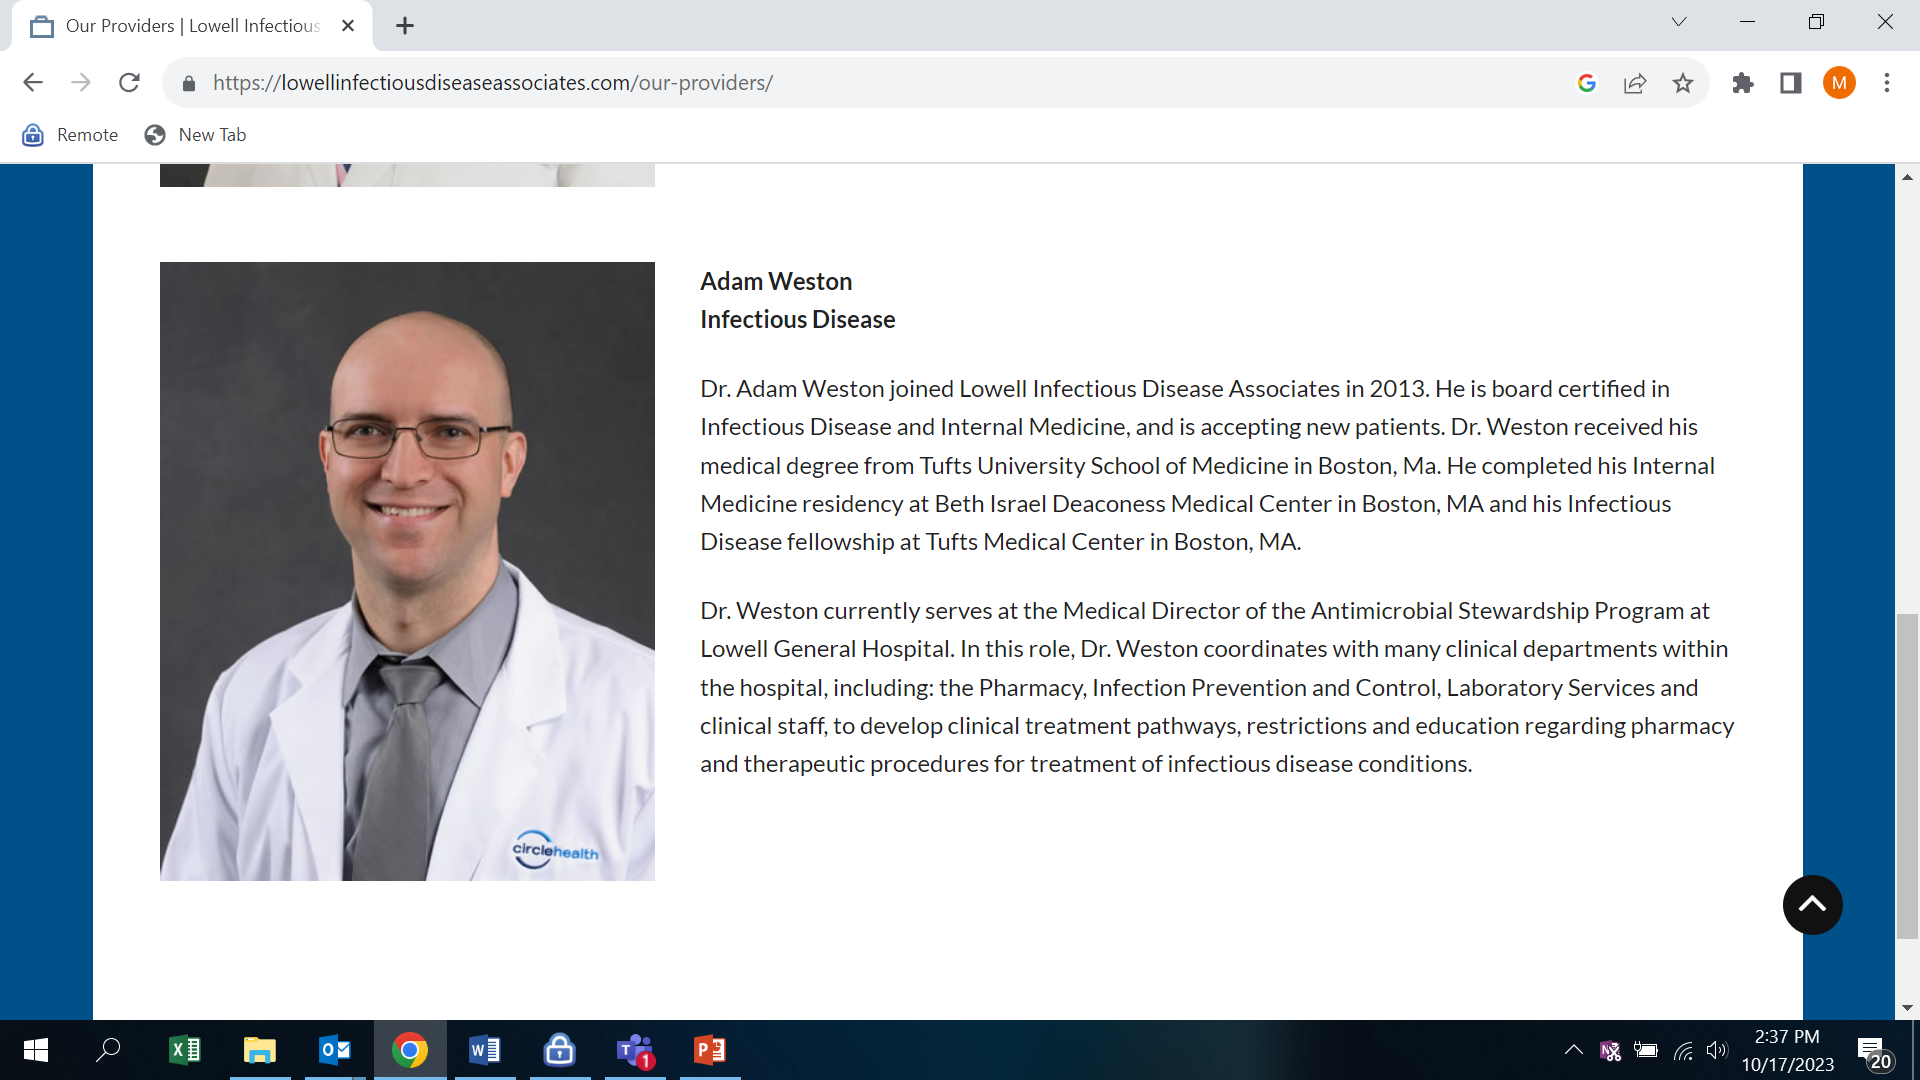 Our Providers | Lowell Infectious
https://lowellinfectiousdiseaseassociates.com/our-providers/
M
Remote
New Tab
Adam Weston
Infectious Disease
Dr. Adam Weston joined Lowell Infectious Disease Associates in 2013. He is board certified in
Infectious Disease and Internal Medicine, and is accepting new patients. Dr. Weston received his
medical degree from Tufts University School of Medicine in Boston, Ma. He completed his Internal
Medicine residency at Beth Israel Deaconess Medical Center in Boston, MA and his Infectious
Disease fellowship at Tufts Medical Center in Boston, MA.
Dr. Weston currently serves at the Medical Director of the Antimicrobial Stewardship Program at
Lowell General Hospital. In this role, Dr. Weston coordinates with many clinical departments within
the hospital, including: the Pharmacy, Infection Prevention and Control, Laboratory Services and
clinical staff, to develop clinical treatment pathways, restrictions and education regarding pharmacy
and therapeutic procedures for treatment of infectious disease conditions.
circlehealth
2:37 PM
10/17/2023
20
1